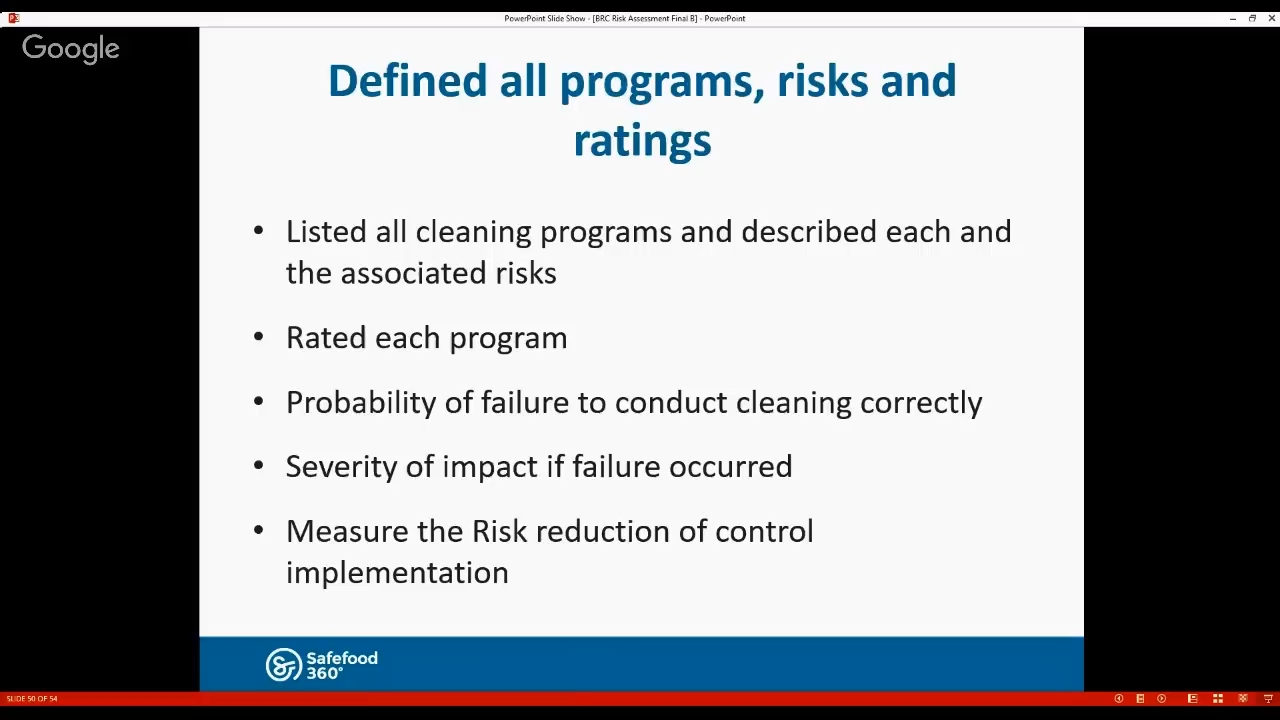 PowerPoint Slide Show - [BRC Risk Assessment Final B] - PowerPoint
Google
Defined all programs, risks and
ratings
• Listed all cleaning programs and described each and
the associated risks
• Rated each program
• Probability of failure to conduct cleaning correctly
• Severity of impact if failure occurred
• Measure the Risk reduction of control
implementation
Safefood
360°
SLIDE 50 OF 54